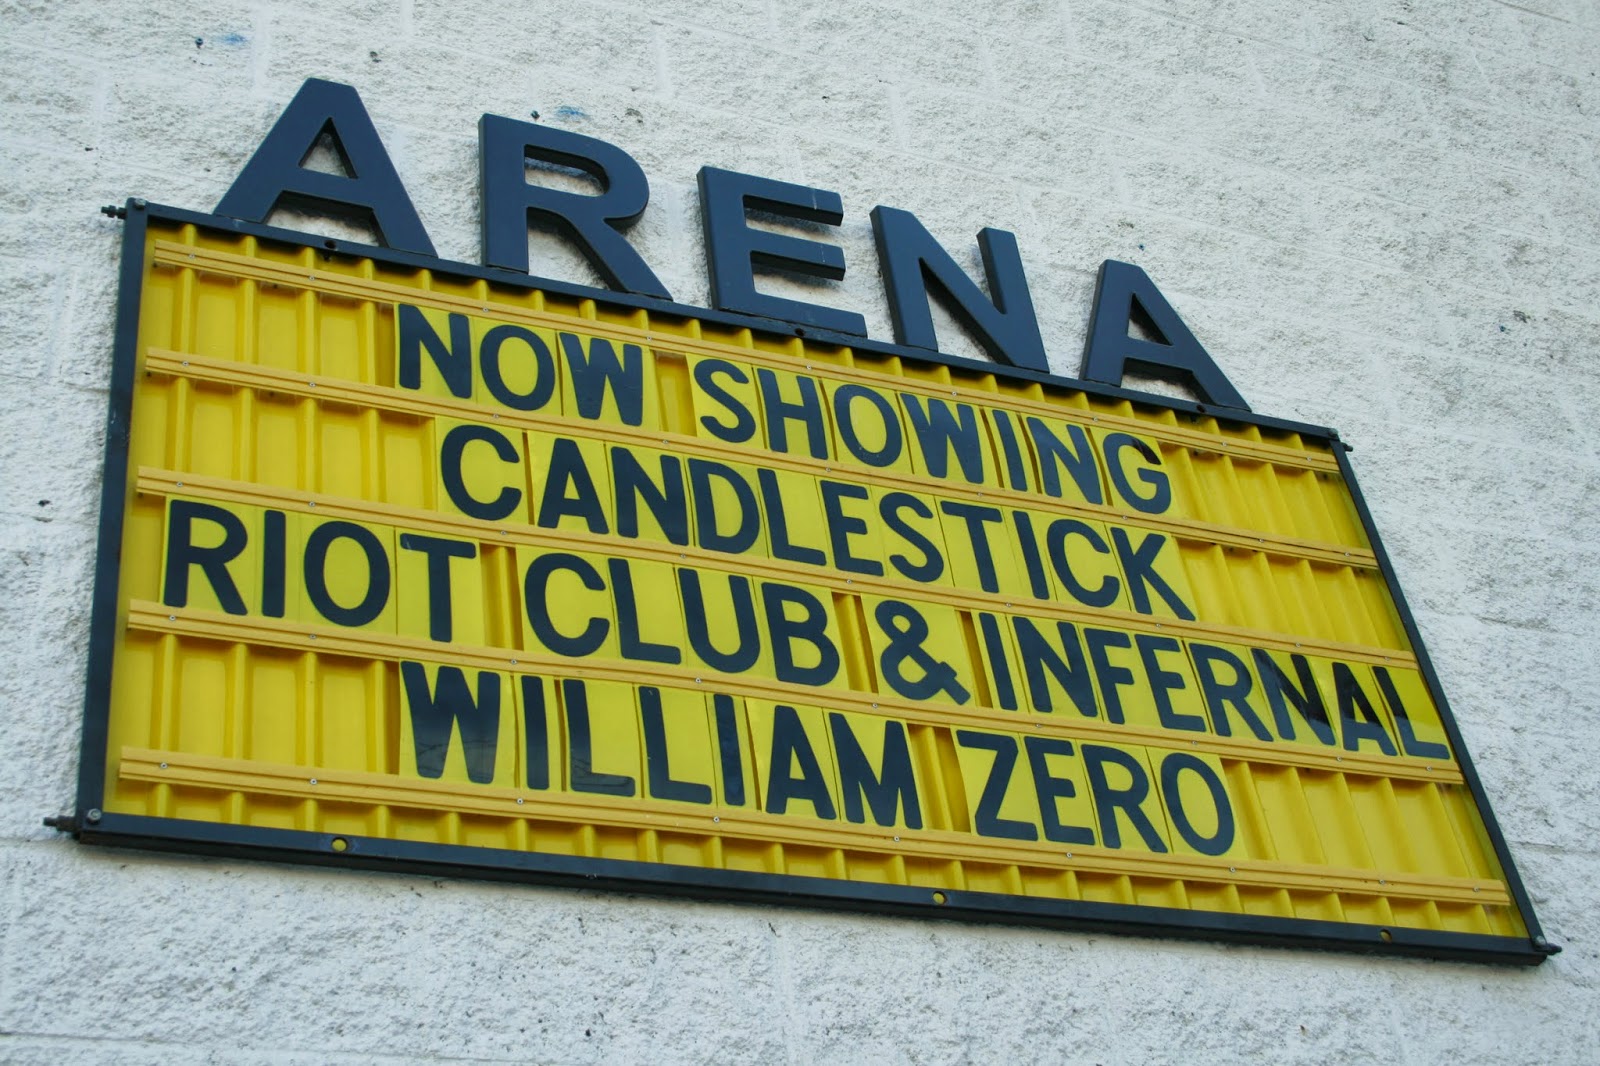 ARENA
NOW SHOWING
CANDLESTICK
RIOT CLUB & INFERNAL
WILLIAM ZERO